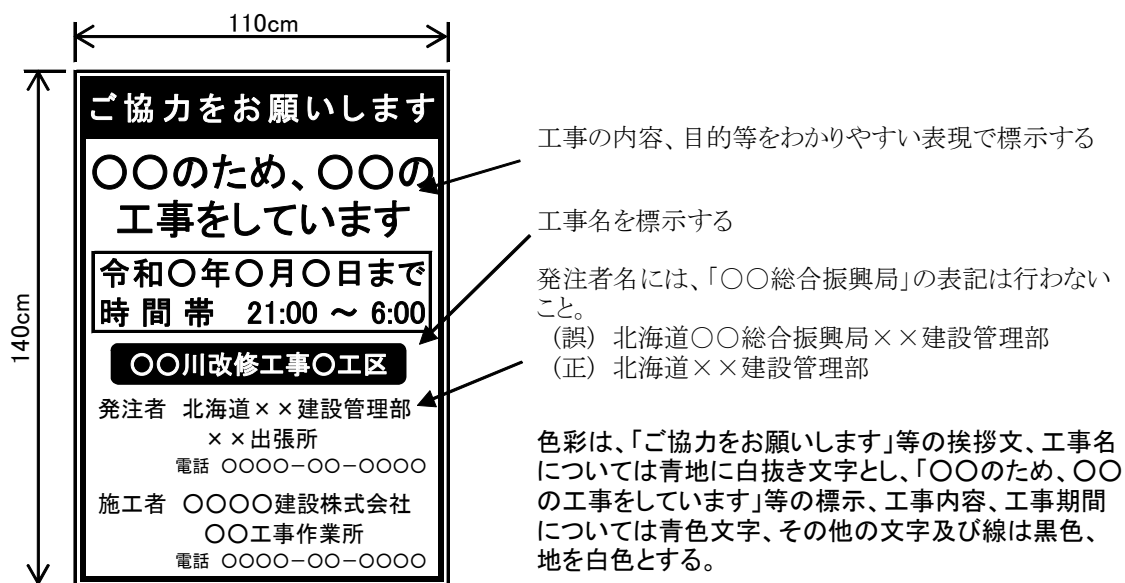 110cm
140cm
ご協力をお願いします
〇〇のため、〇〇の
工事をしています
令和〇年〇月〇日まで
時間帯 21:00 ～ 6:00
〇〇川改修工事〇工区
発注者 北海道××建設管理部
××出張所
電話 〇〇〇〇－〇〇－〇〇〇〇
施工者 〇〇〇〇建設株式会社
〇〇工事作業所
電話 〇〇〇〇－〇〇－〇〇〇〇
工事の内容、目的等をわかりやすい表現で標示する
工事名を標示する
発注者名には、「〇〇総合振興局」の表記は行わない
こと。
（誤） 北海道〇〇総合振興局××建設管理部
（正） 北海道××建設管理部
色彩は、「ご協力をお願いします」等の挨拶文、工事名
については青地に白抜き文字とし、「〇〇のため、〇〇
の工事をしています」等の標示、工事内容、工事期間
については青色文字、その他の文字及び線は黒色、
地を白色とする。